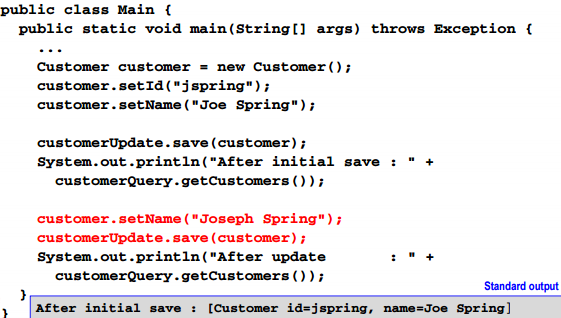 public class Main {
  public static void main(String[] args) throws Exception {
    ...
    Customer customer = new Customer();
    customer.setId("jspring");
    customer.setName("Joe Spring");

    customerUpdate.save(customer);
    System.out.println("After initial save : " +
      customerQuery.getCustomers());

    customer.setName("Joseph Spring");
    customerUpdate.save(customer);
    System.out.println("After update       : " +
      customerQuery.getCustomers());
  }
}
Standard output
After initial save : [Customer id=jspring, name=Joe Spring]